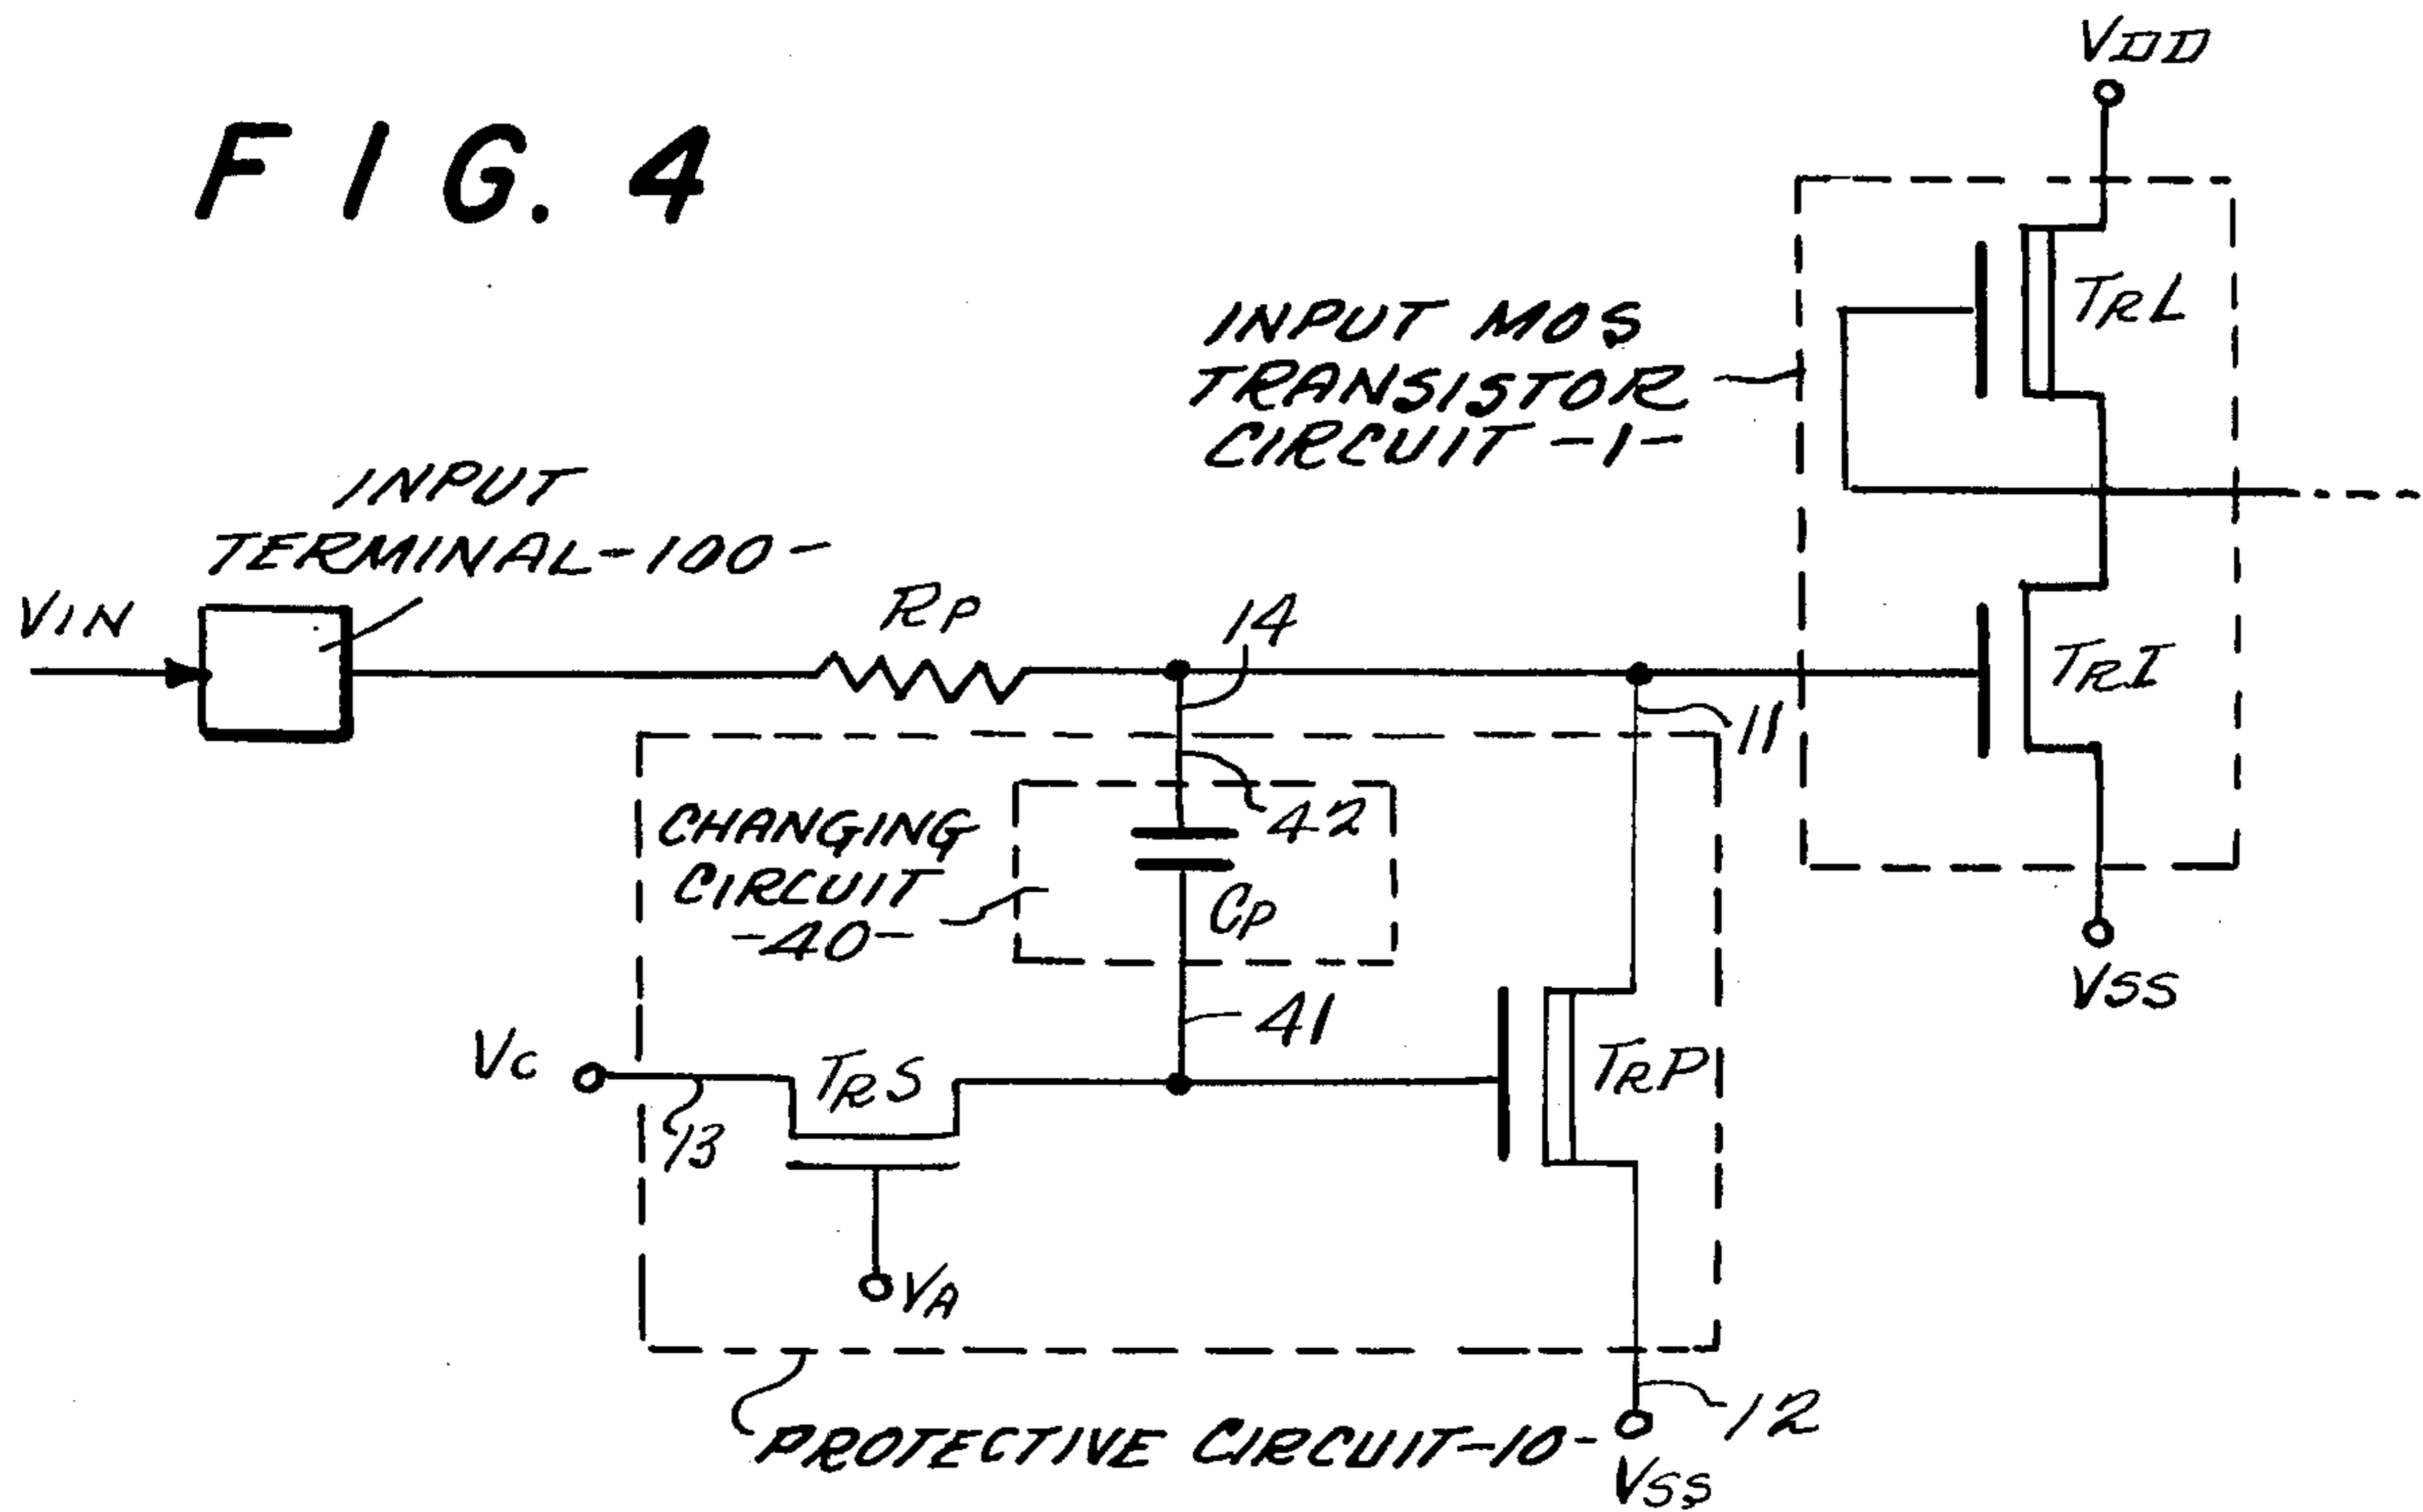 FIG. 4
VDD
TRL
INPUT MOS
TRANSISTOR
CIRCUIT -1-
INPUT
TERMINAL-100-
VIN
RP
14
TRI
11
42
CHANGING
CIRCUIT
-40-
CP
VSS
41
VC
TRS
TRP
13
VA
12
PROTECTIVE CIRCUIT-10-
VSS